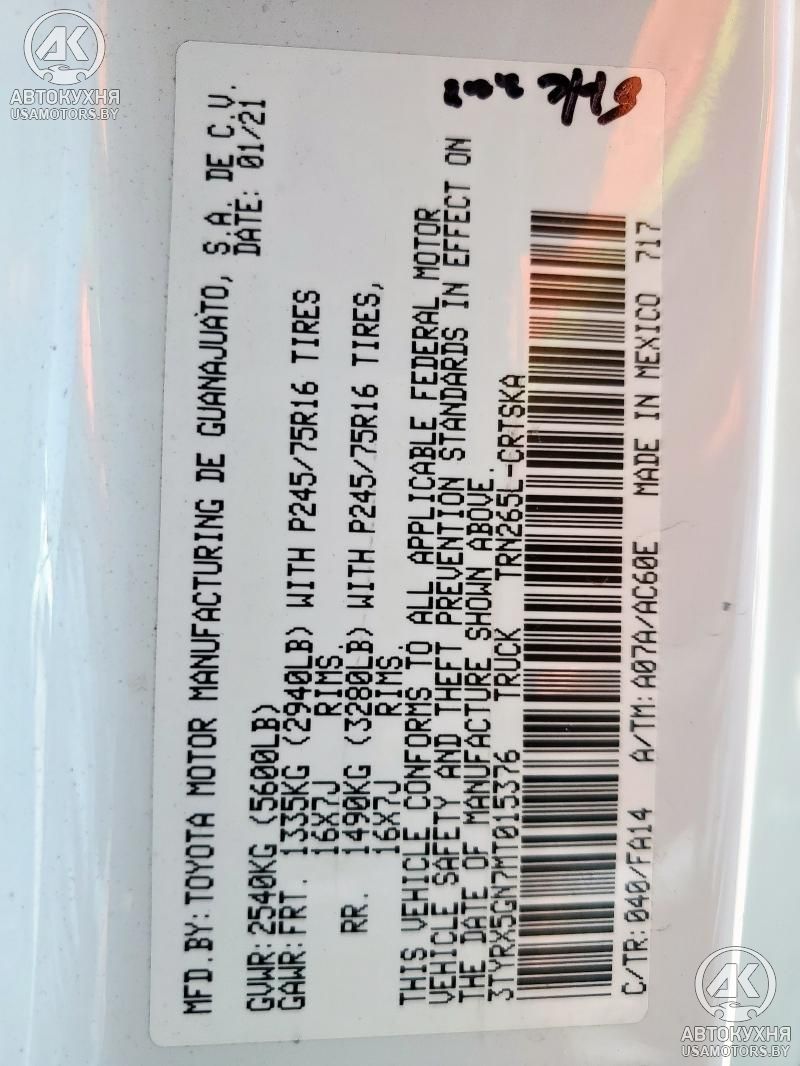 AK
АВТОКУХНЯ
USAMOTORS.BY
MFD.BY:TOYOTA MOTOR MANUFACTURING DE GUANAJUATO, S.A. DE C.V.
DATE: 01/21
GVWR:2540KG (5600LB)
GAWR:FRT. 1335KG (2940LB) WITH P245/75R16 TIRES
16X7J RIMS.
RR. 1490KG (3280LB) WITH P245/75R16 TIRES,
16X7J RIMS.
THIS VEHICLE CONFORMS TO ALL APPLICABLE FEDERAL MOTOR
VEHICLE SAFETY AND THEFT PREVENTION STANDARDS IN EFFECT ON
THE DATE OF MANUFACTURE SHOWN ABOVE.
3TYRX5GN7MT015376 TRUCK TRN265L-CRTSKA
C/TR:040/FA14 A/TM:A07A/AC60E MADE IN MEXICO 717
AK
АВТОКУХНЯ
USAMOTORS.BY